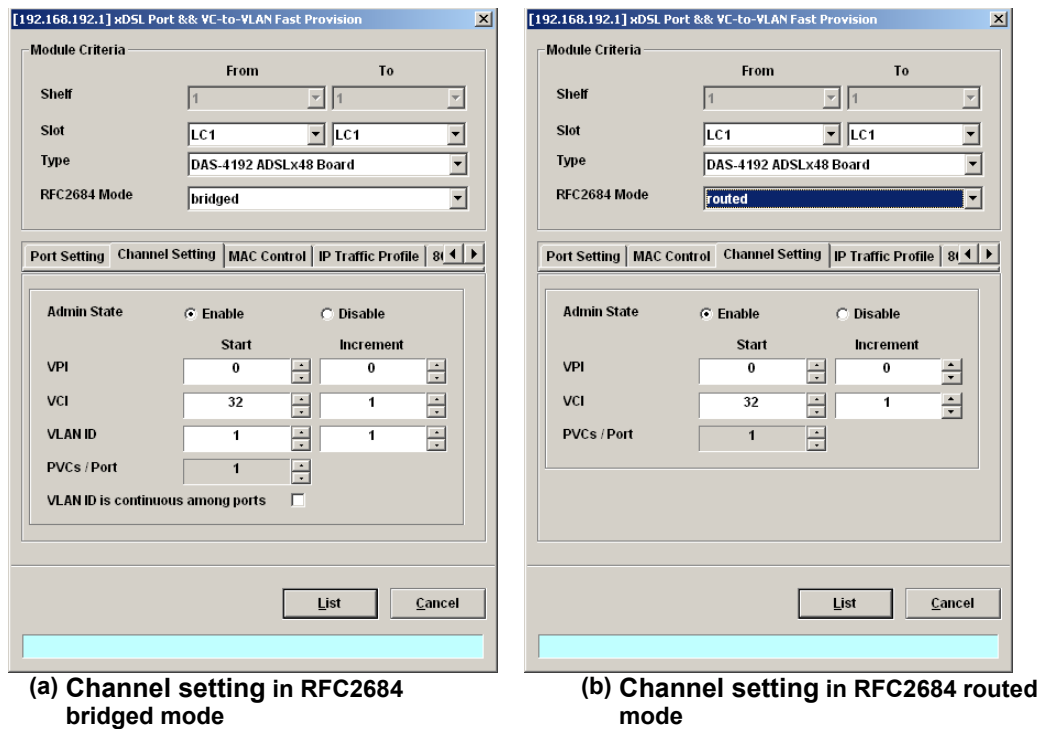 [192.168.192.1] xDSL Port && VC-to-VLAN Fast Provision
Module Criteria
From To
Shelf 1 1
Slot LC1 LC1
Type DAS-4192 ADSLx48 Board
RFC2684 Mode bridged
Port Setting Channel Setting MAC Control IP Traffic Profile
Admin State Enable Disable
Start Increment
VPI 0 0
VCI 32 1
VLAN ID 1 1
PVCs / Port 1
VLAN ID is continuous among ports
List Cancel
(a) Channel setting in RFC2684
bridged mode
[192.168.192.1] xDSL Port && VC-to-VLAN Fast Provision
Module Criteria
From To
Shelf 1 1
Slot LC1 LC1
Type DAS-4192 ADSLx48 Board
RFC2684 Mode routed
Port Setting MAC Control Channel Setting IP Traffic Profile
Admin State Enable Disable
Start Increment
VPI 0 0
VCI 32 1
PVCs / Port 1
List Cancel
(b) Channel setting in RFC2684 routed
mode